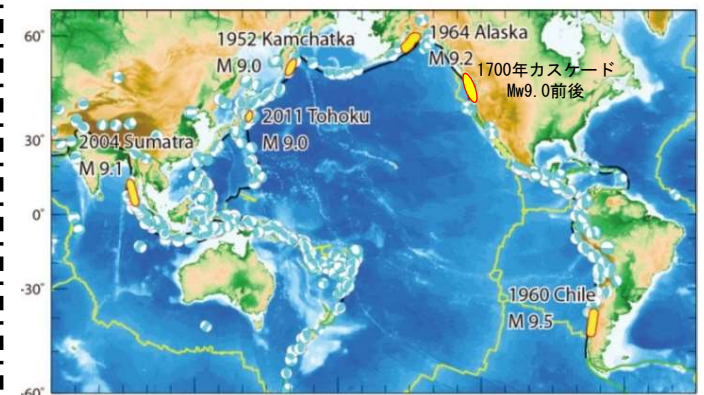 60°
30°
0°
-30°
-60°
1952 Kamchatka
M 9.0
1964 Alaska
M 9.2
1700年カスケード
Mw9.0前後
2011 Tohoku
M 9.0
2004 Sumatra
M 9.1
1960 Chile
M 9.5